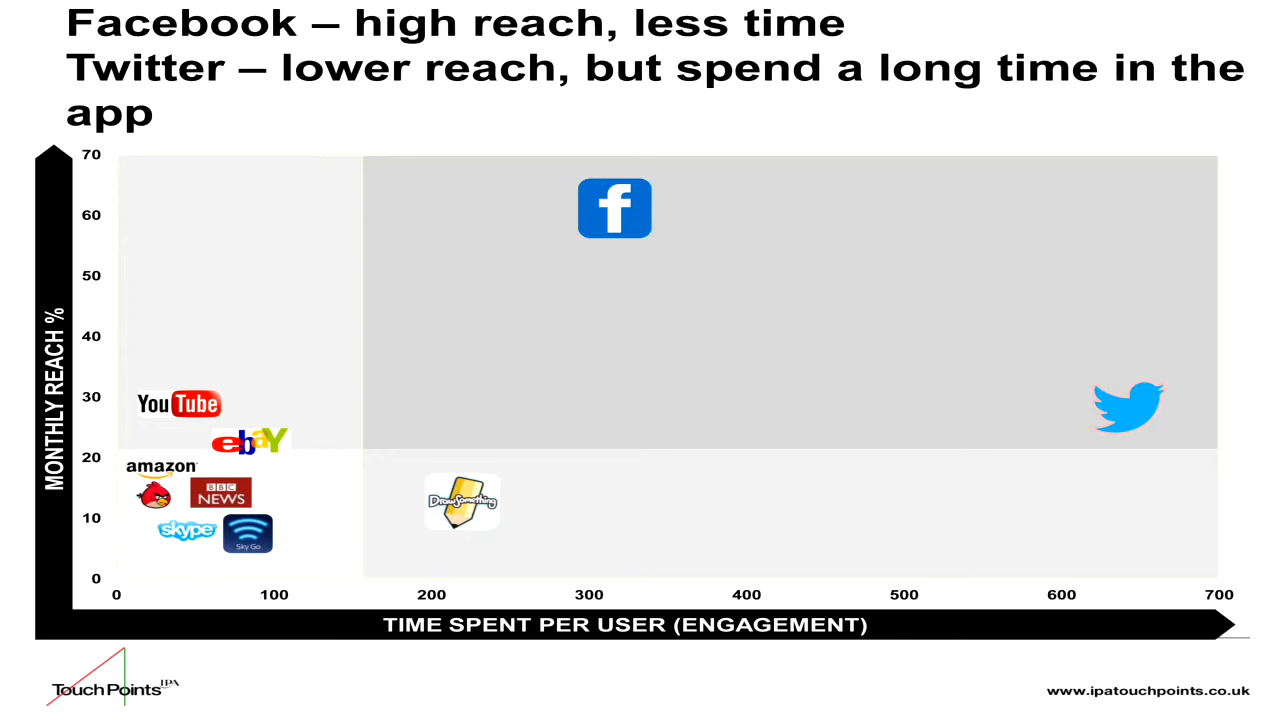 Facebook – high reach, less time
Twitter – lower reach, but spend a long time in the
app
70
60
50
40
30
20
10
0
MONTHLY REACH %
f
You Tube
ebaY
amazon
BBC
NEWS
skype
Sky Go
DrawSomething
0 100 200 300 400 500 600 700
TIME SPENT PER USER (ENGAGEMENT)
TouchPoints IPA
www.ipatouchpoints.co.uk